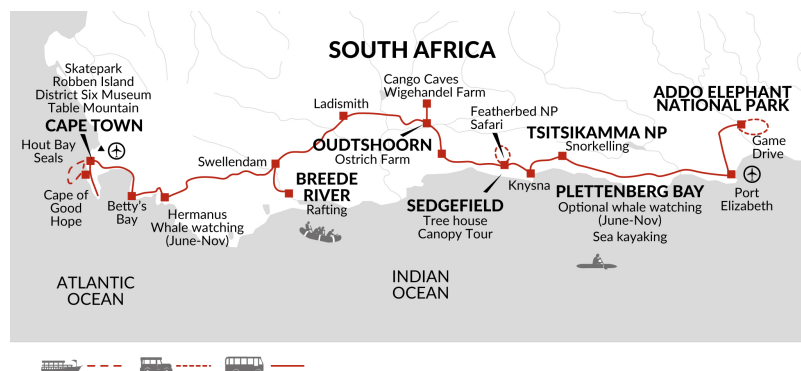 SOUTH AFRICA
Skatepark
Robben Island
District Six Museum
Table Mountain
CAPE TOWN
Hout Bay
Seals
Cape of
Good
Hope
Betty's
Bay
Hermanus
Whale watching
(June-Nov)
Swellendam
BREEDE
RIVER
Rafting
Ladismith
Cango Caves
Wigehandel Farm
OUDTSHOORN
Ostrich Farm
Featherbed NP
Safari
SEDGEFIELD
Tree house
Canopy Tour
Knysna
TSITSIKAMMA NP
Snorkelling
PLETTENBERG BAY
Optional whale watching
(June-Nov)
Sea kayaking
ADDO ELEPHANT
NATIONAL PARK
Game
Drive
Port
Elizabeth
ATLANTIC
OCEAN
INDIAN
OCEAN